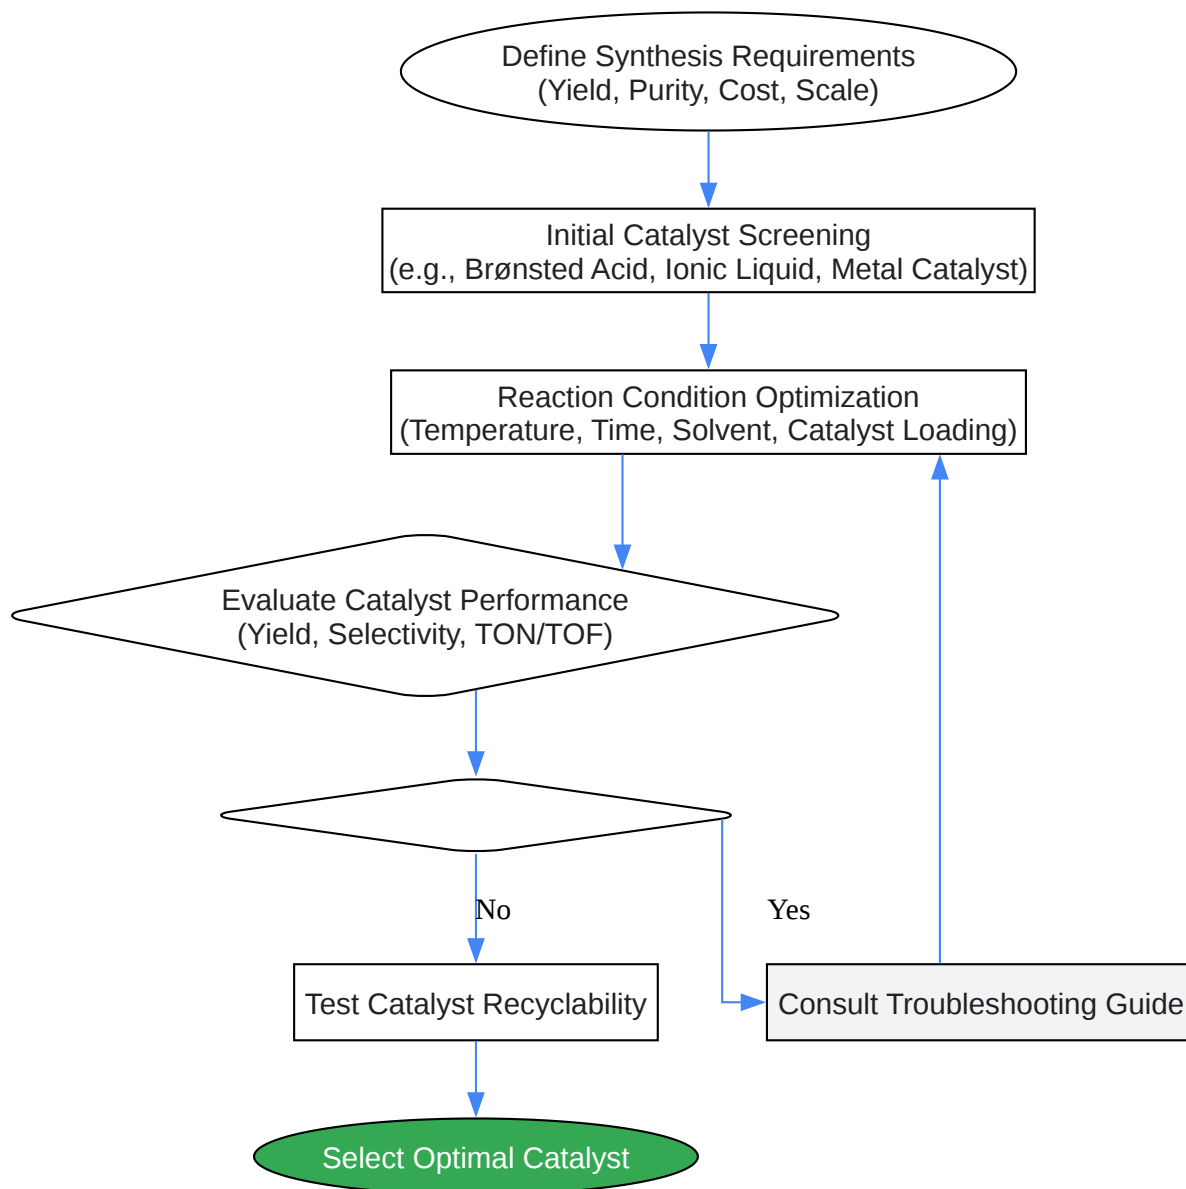 Define Synthesis Requirements
(Yield, Purity, Cost, Scale)
Initial Catalyst Screening
(e.g., Brønsted Acid, Ionic Liquid, Metal Catalyst)
Reaction Condition Optimization
(Temperature, Time, Solvent, Catalyst Loading)
Evaluate Catalyst Performance
(Yield, Selectivity, TON/TOF)
No
Yes
Test Catalyst Recyclability
Consult Troubleshooting Guide
Select Optimal Catalyst